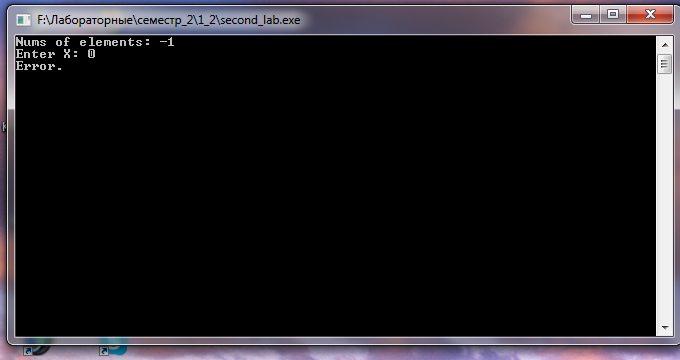 F:\Лабораторные\семестр_2\1_2\second_lab.exe
Nums of elements: -1
Enter X: 0
Error.